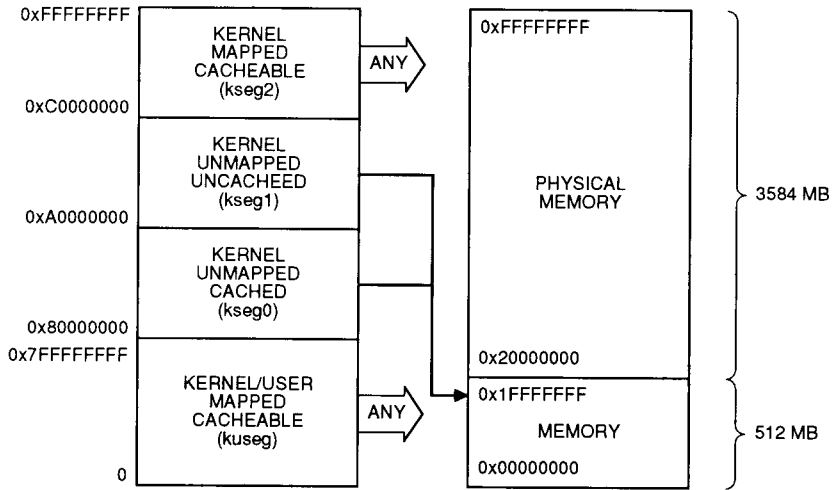 0xFFFFFFFF
KERNEL
MAPPED
CACHEABLE
(kseg2)
ANY
0xC0000000
KERNEL
UNMAPPED
UNCACHEED
(kseg1)
0xA0000000
KERNEL
UNMAPPED
CACHED
(kseg0)
0x80000000
0x7FFFFFFFF
KERNEL/USER
MAPPED
CACHEABLE
(kuseg)
ANY
0
0xFFFFFFFF
PHYSICAL
MEMORY
3584 MB
0x20000000
0x1FFFFFFF
MEMORY
512 MB
0x00000000